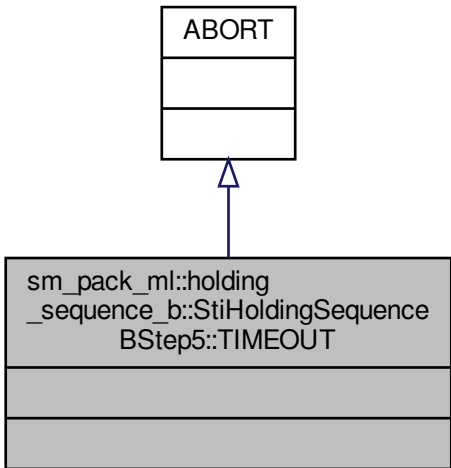 ABORT
sm_pack_ml::holding
_sequence_b::StiHoldingSequence
BStep5::TIMEOUT